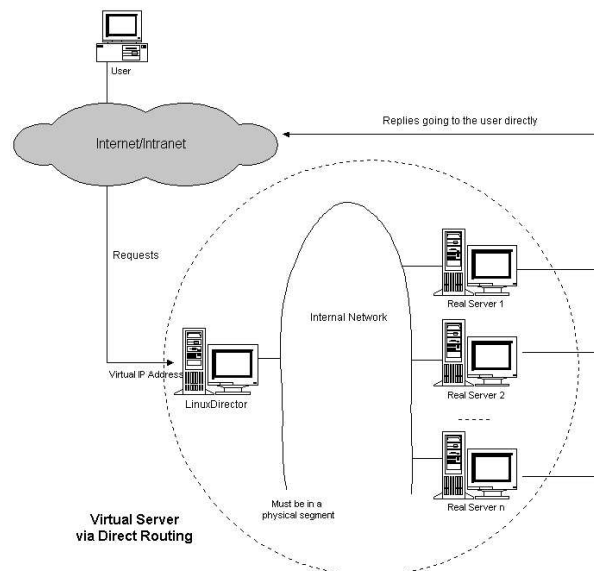 User
Internet/Intranet
Replies going to the user directly
Requests
Internal Network
Real Server 1
Virtual IP Address
LinuxDirector
Real Server 2
Real Server n
Must be in a
physical segment
Virtual Server
via Direct Routing